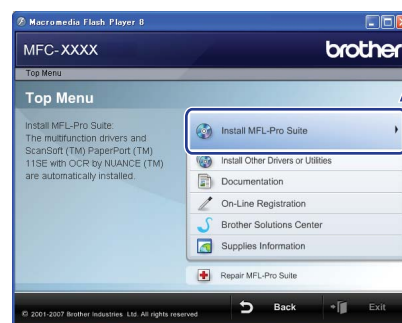 Macromedia Flash Player 8
MFC-XXXX
brother
Top Menu
Top Menu
Install MFL-Pro Suite:
The multifunction drivers and
ScanSoft (TM) PaperPort (TM)
11SE with OCR by NUANCE (TM)
are automatically installed.
Install MFL-Pro Suite
Install Other Drivers or Utilities
Documentation
On-Line Registration
Brother Solutions Center
Supplies Information
Repair MFL-Pro Suite
© 2001-2007 Brother Industries Ltd. All rights reserved
Back
Exit